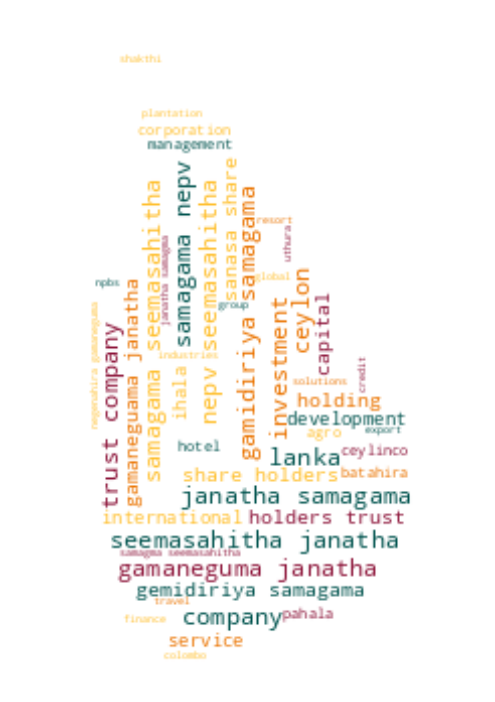 shakthi
plantation
corporation
management
samagama seemasahitha
samagama nepv
nepv seemasahitha
sanasa share
gamidiriya samagama
resort
uthura
janatha samagma
global
npbs
group
ceylon
capital
investment
negenahira gamaneguma
trust company
gamaneguama janatha
industries
ihala
credit
solutions
holding
development
export
agro
hotel
lanka
ceylinco
share holders
batahira
janatha samagama
international
holders trust
seemasahitha janatha
samagma seemasahitha
gamaneguma janatha
gemidiriya samagama
travel
company
pahala
finance
service
colombo